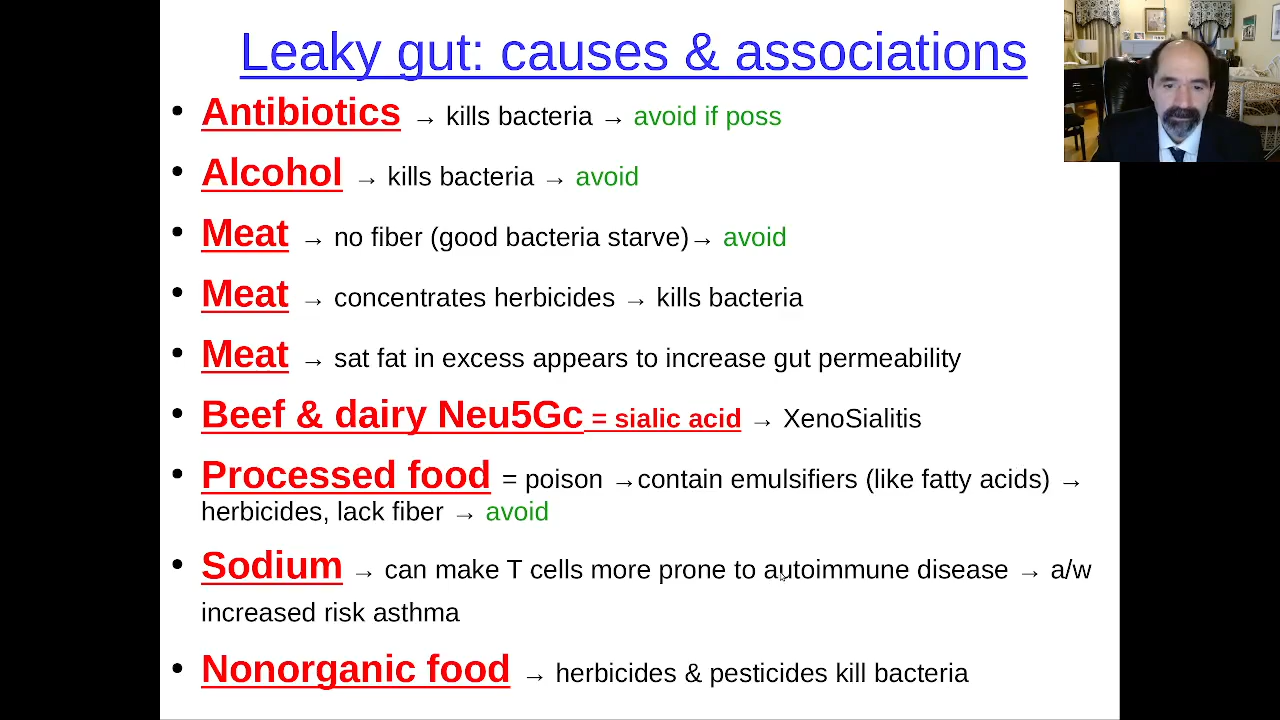 Leaky gut: causes & associations
• Antibiotics → kills bacteria → avoid if poss
• Alcohol → kills bacteria → avoid
• Meat → no fiber (good bacteria starve)→ avoid
• Meat → concentrates herbicides → kills bacteria
• Meat → sat fat in excess appears to increase gut permeability
• Beef & dairy Neu5Gc = sialic acid → XenoSialitis
• Processed food = poison →contain emulsifiers (like fatty acids) →
herbicides, lack fiber → avoid
• Sodium → can make T cells more prone to autoimmune disease → a/w
increased risk asthma
• Nonorganic food → herbicides & pesticides kill bacteria